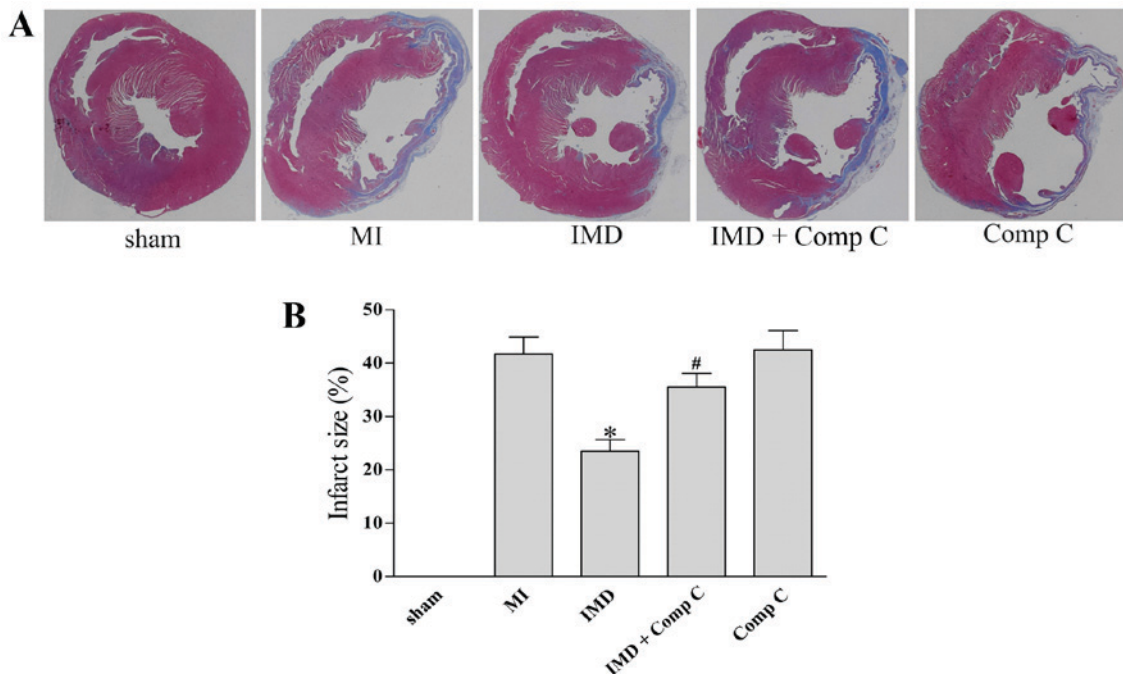 A
sham
MI
IMD
IMD + Comp C
Comp C
B
Infarct size (%)
50
40
30
20
10
0
*
#
sham
MI
IMD
IMD + Comp C
Comp C